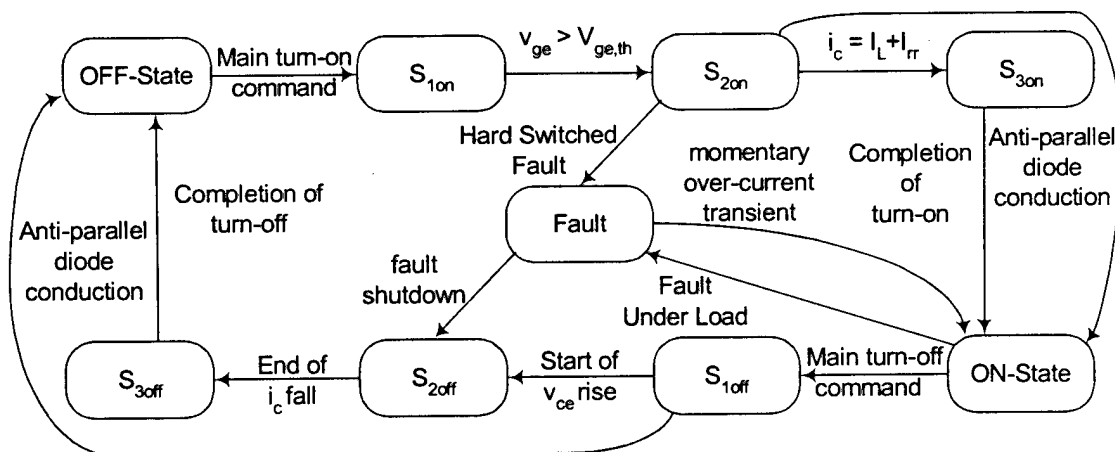 OFF-State
Main turn-on
command
S1on
vge > Vge,th
S2on
ic = IL+Irr
S3on
Hard Switched
Fault
momentary
over-current
transient
Completion
of
turn-on
Anti-parallel
diode
conduction
Completion of
turn-off
Anti-parallel
diode
conduction
Fault
fault
shutdown
Fault
Under Load
S3off
End of
ic fall
S2off
Start of
vce rise
S1off
Main turn-off
command
ON-State